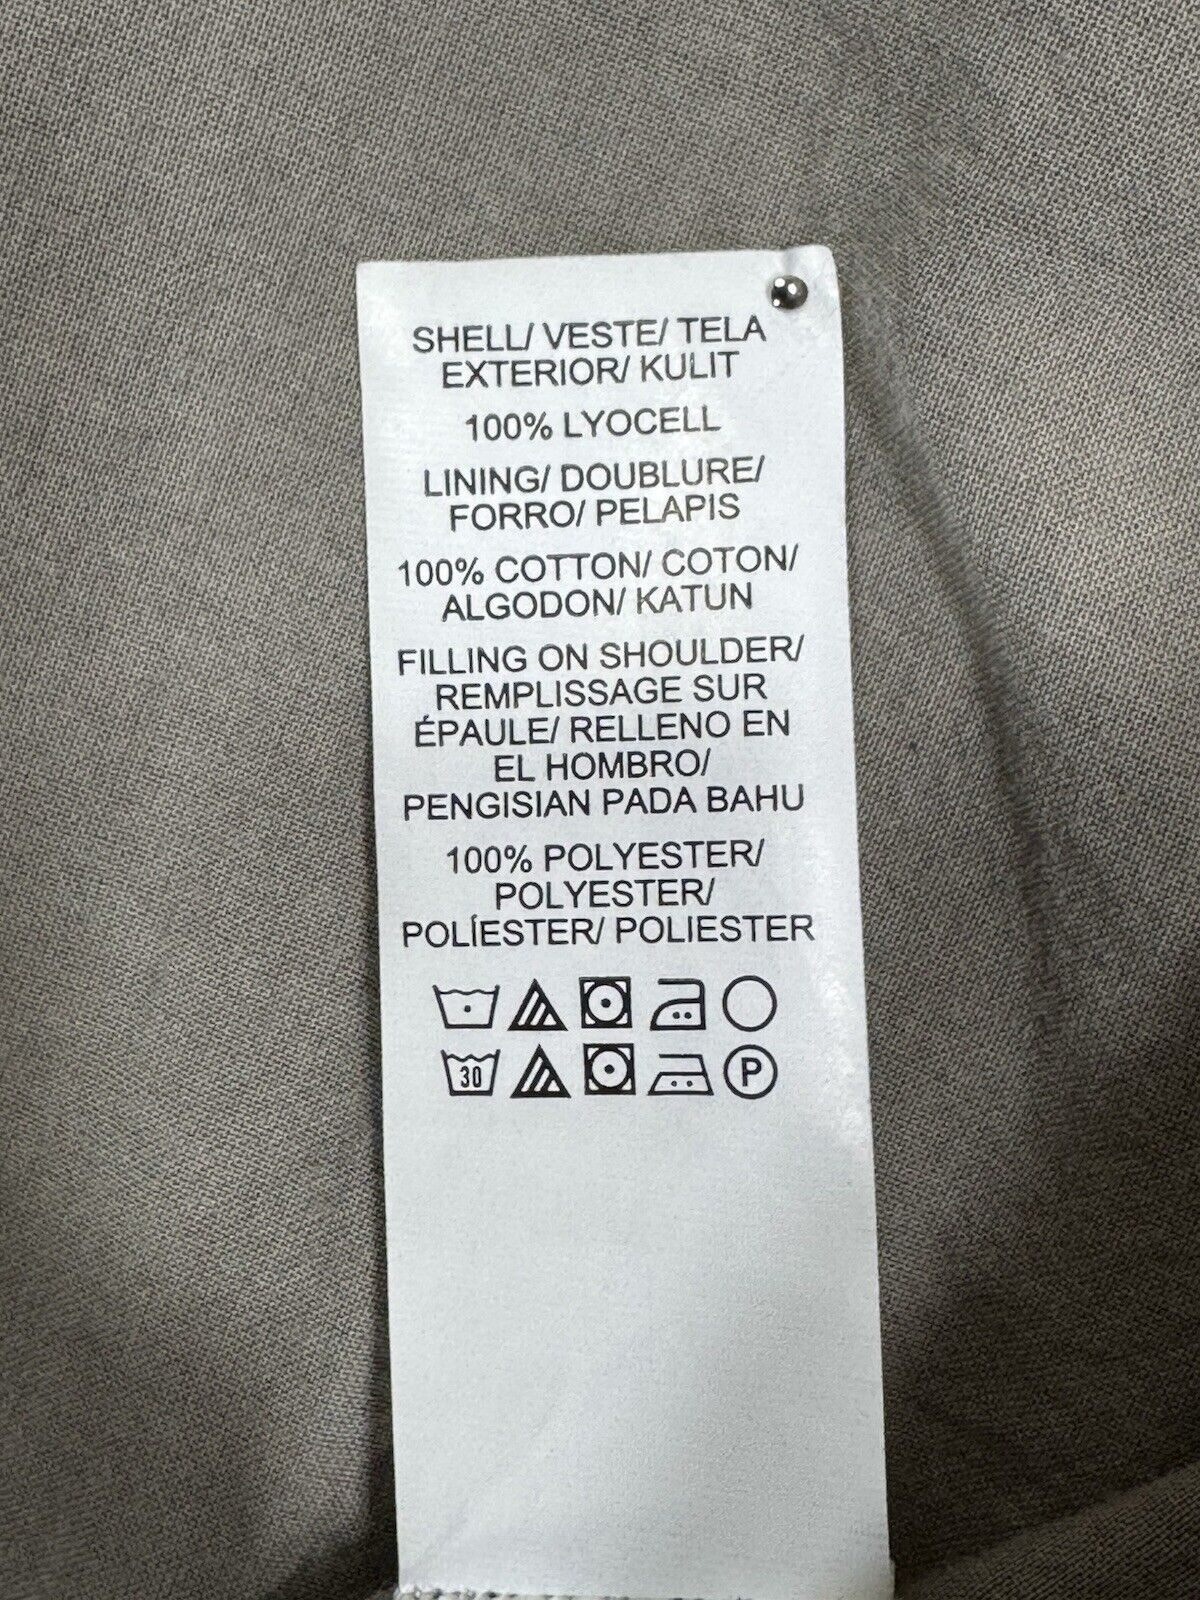 SHELL/ VESTE/ TELA
EXTERIOR/ KULIT
100% LYOCELL
LINING/ DOUBLURE/
FORRO/ PELAPIS
100% COTTON/ COTON/
ALGODON/ KATUN
FILLING ON SHOULDER/
REMPLISSAGE SUR
ÉPAULE/ RELLENO EN
EL HOMBRO/
PENGISIAN PADA BAHU
100% POLYESTER/
POLYESTER/
POLÍESTER/ POLIESTER
30 P